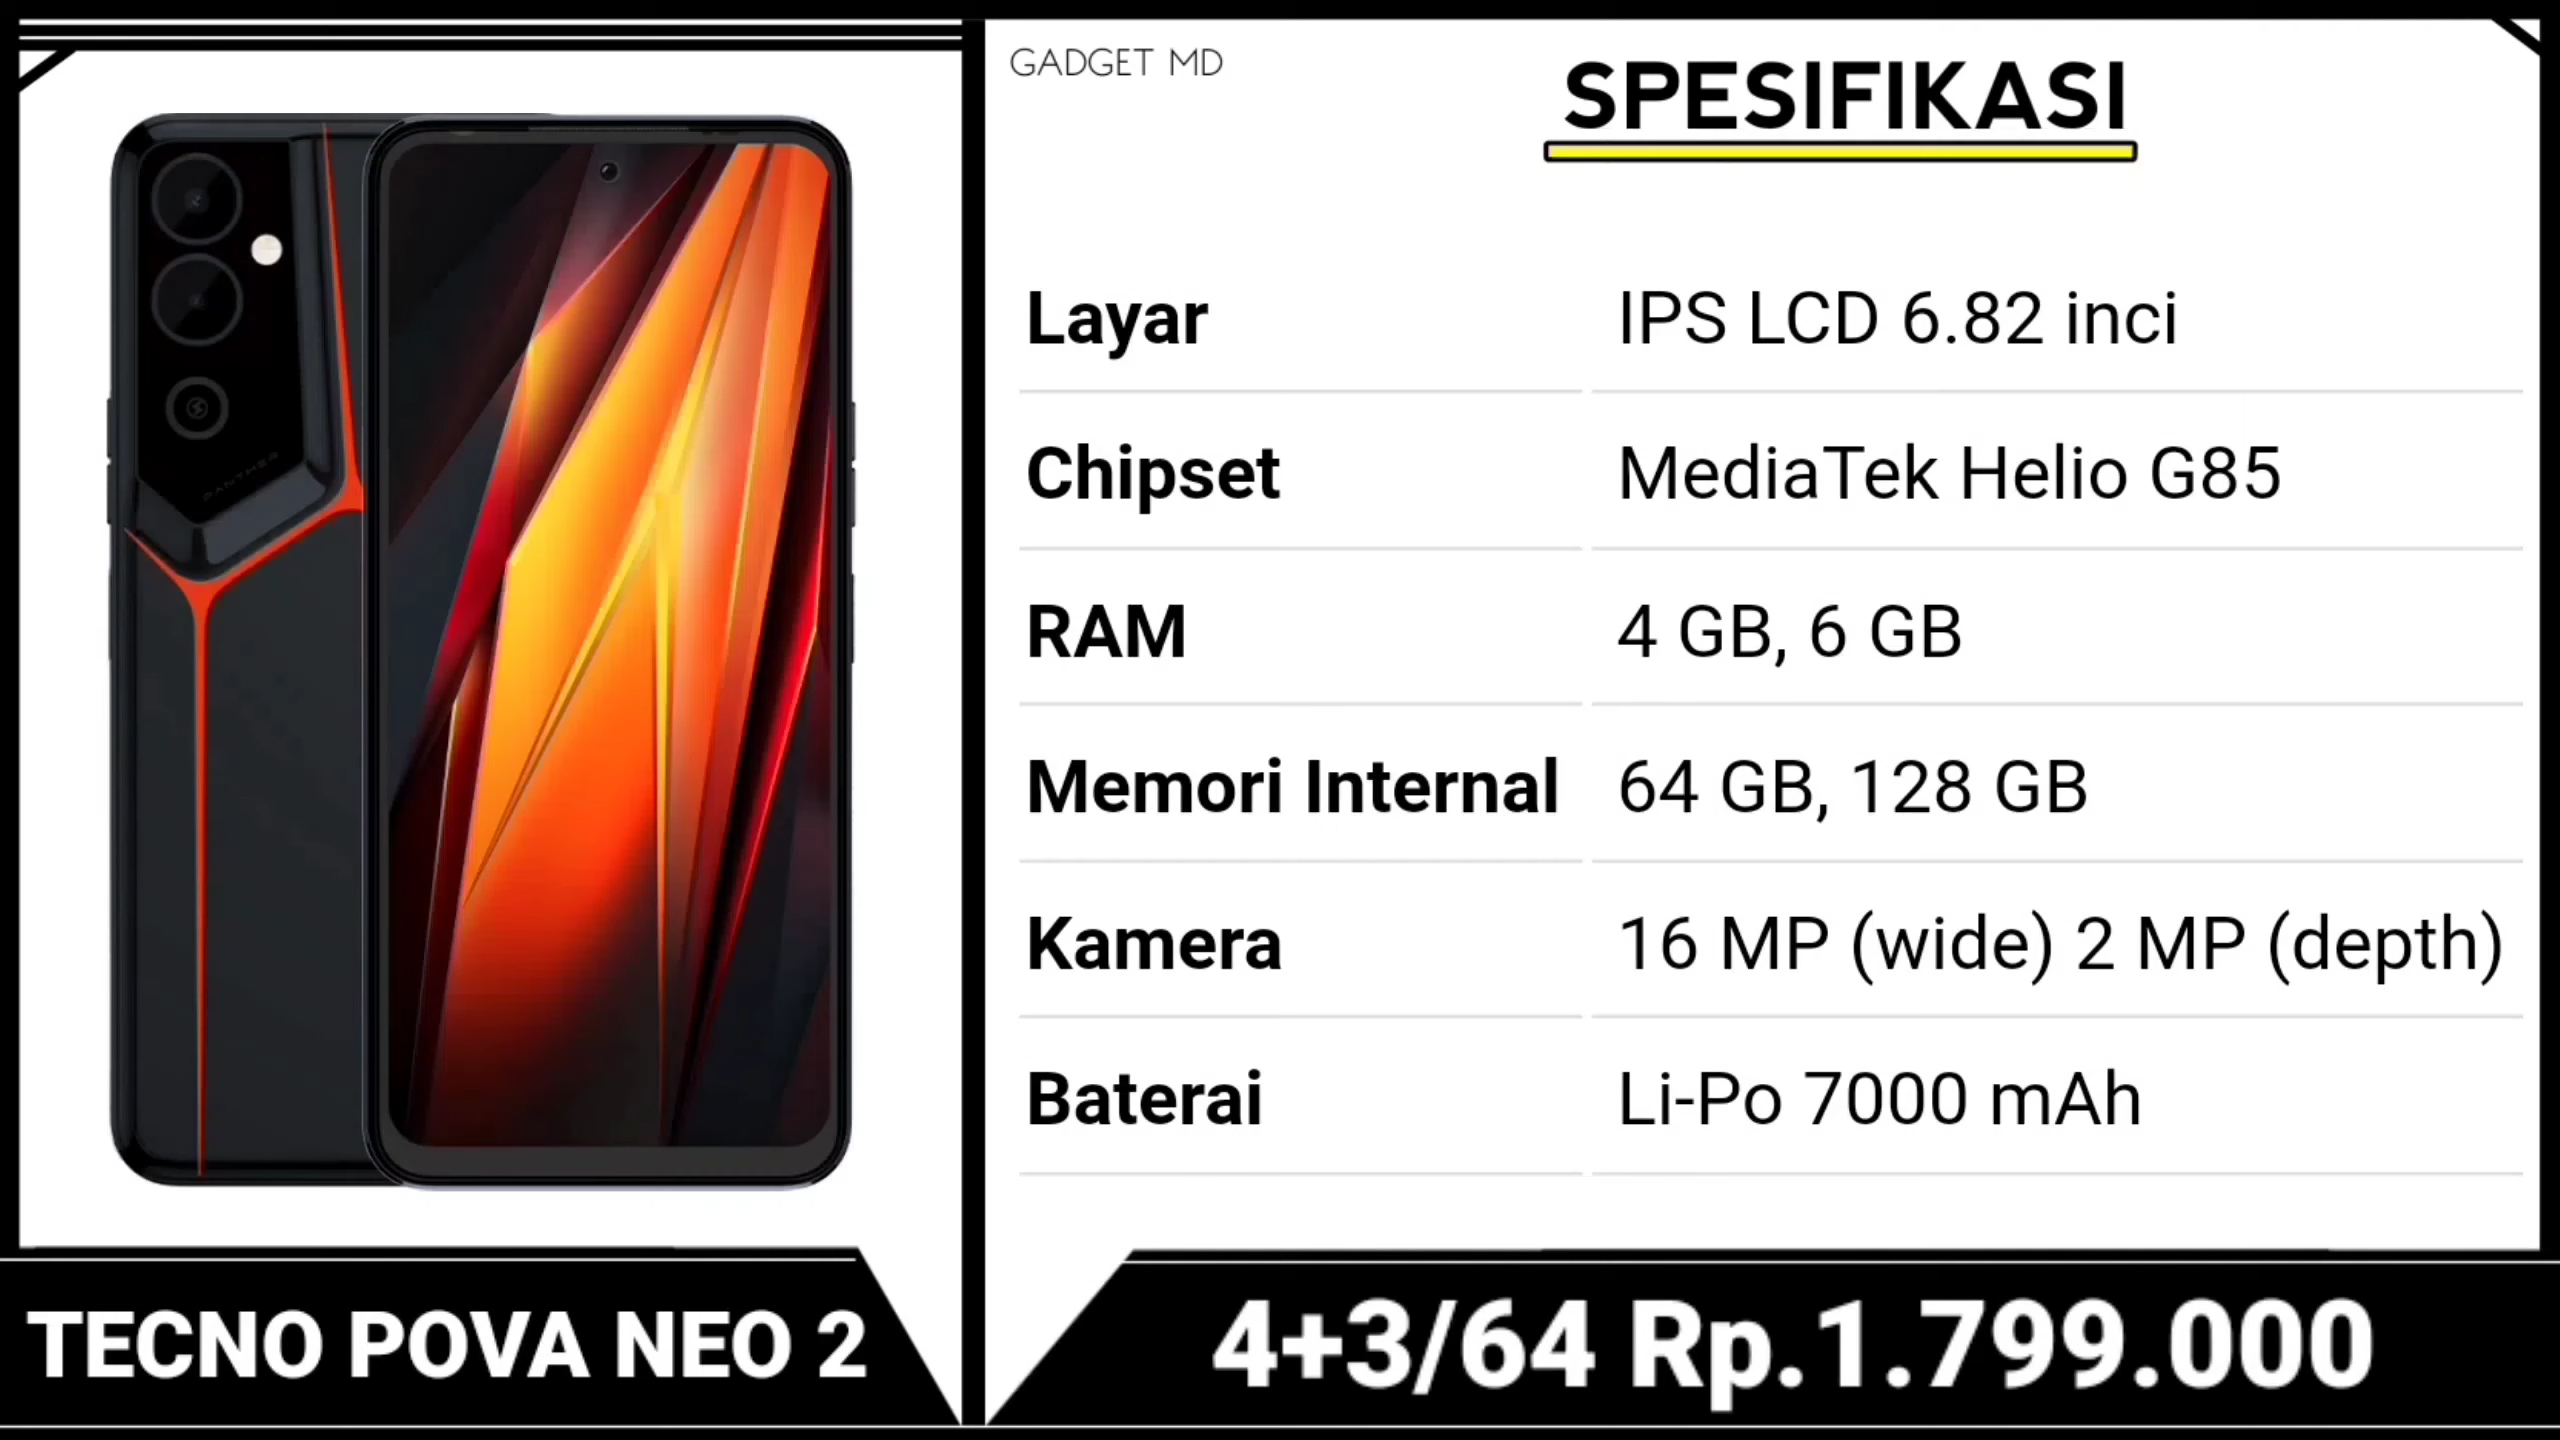 GADGET MD
SPESIFIKASI
Layar IPS LCD 6.82 inci
Chipset MediaTek Helio G85
RAM 4 GB, 6 GB
Memori Internal 64 GB, 128 GB
Kamera 16 MP (wide) 2 MP (depth)
Baterai Li-Po 7000 mAh
PANTHER
TECNO POVA NEO 2
4+3/64 Rp.1.799.000